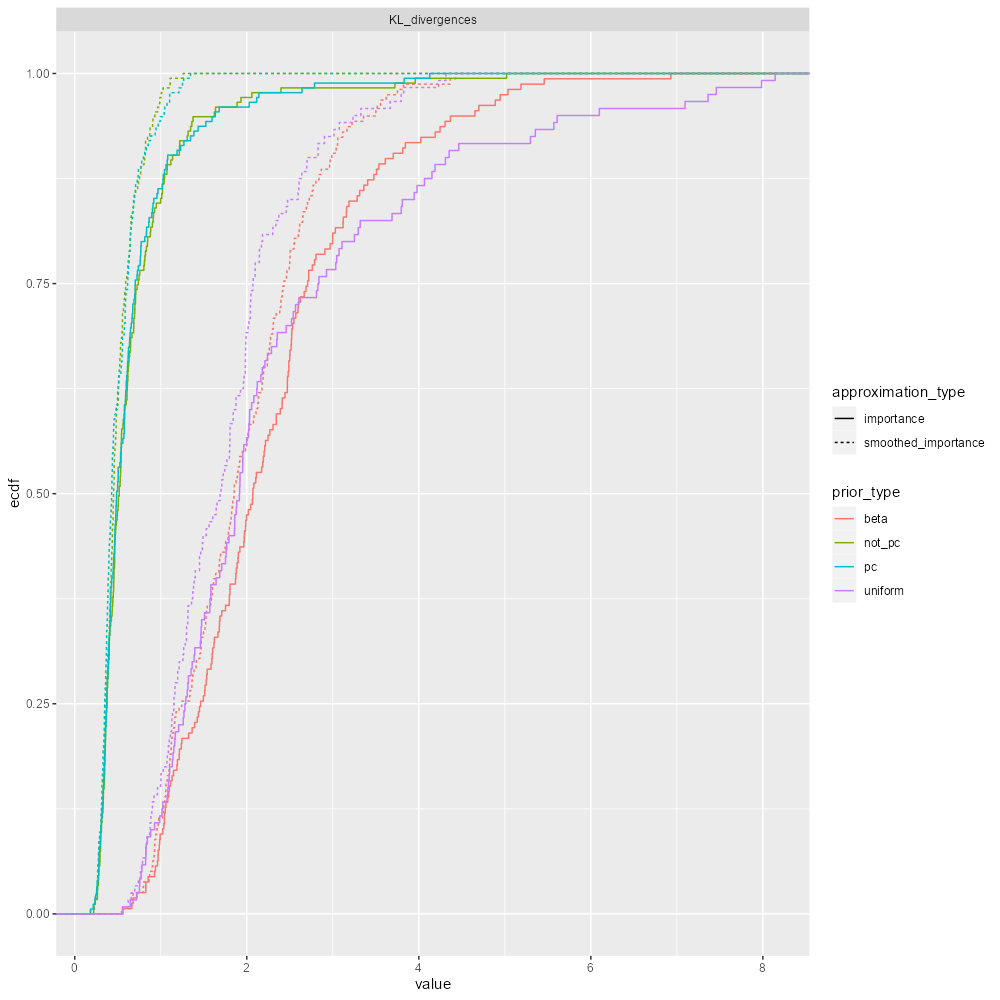 KL_divergences
1.00
0.75
0.50
0.25
0.00
ecdf
0 2 4 6 8
value
approximation_type
importance
smoothed_importance
prior_type
beta
not_pc
pc
uniform